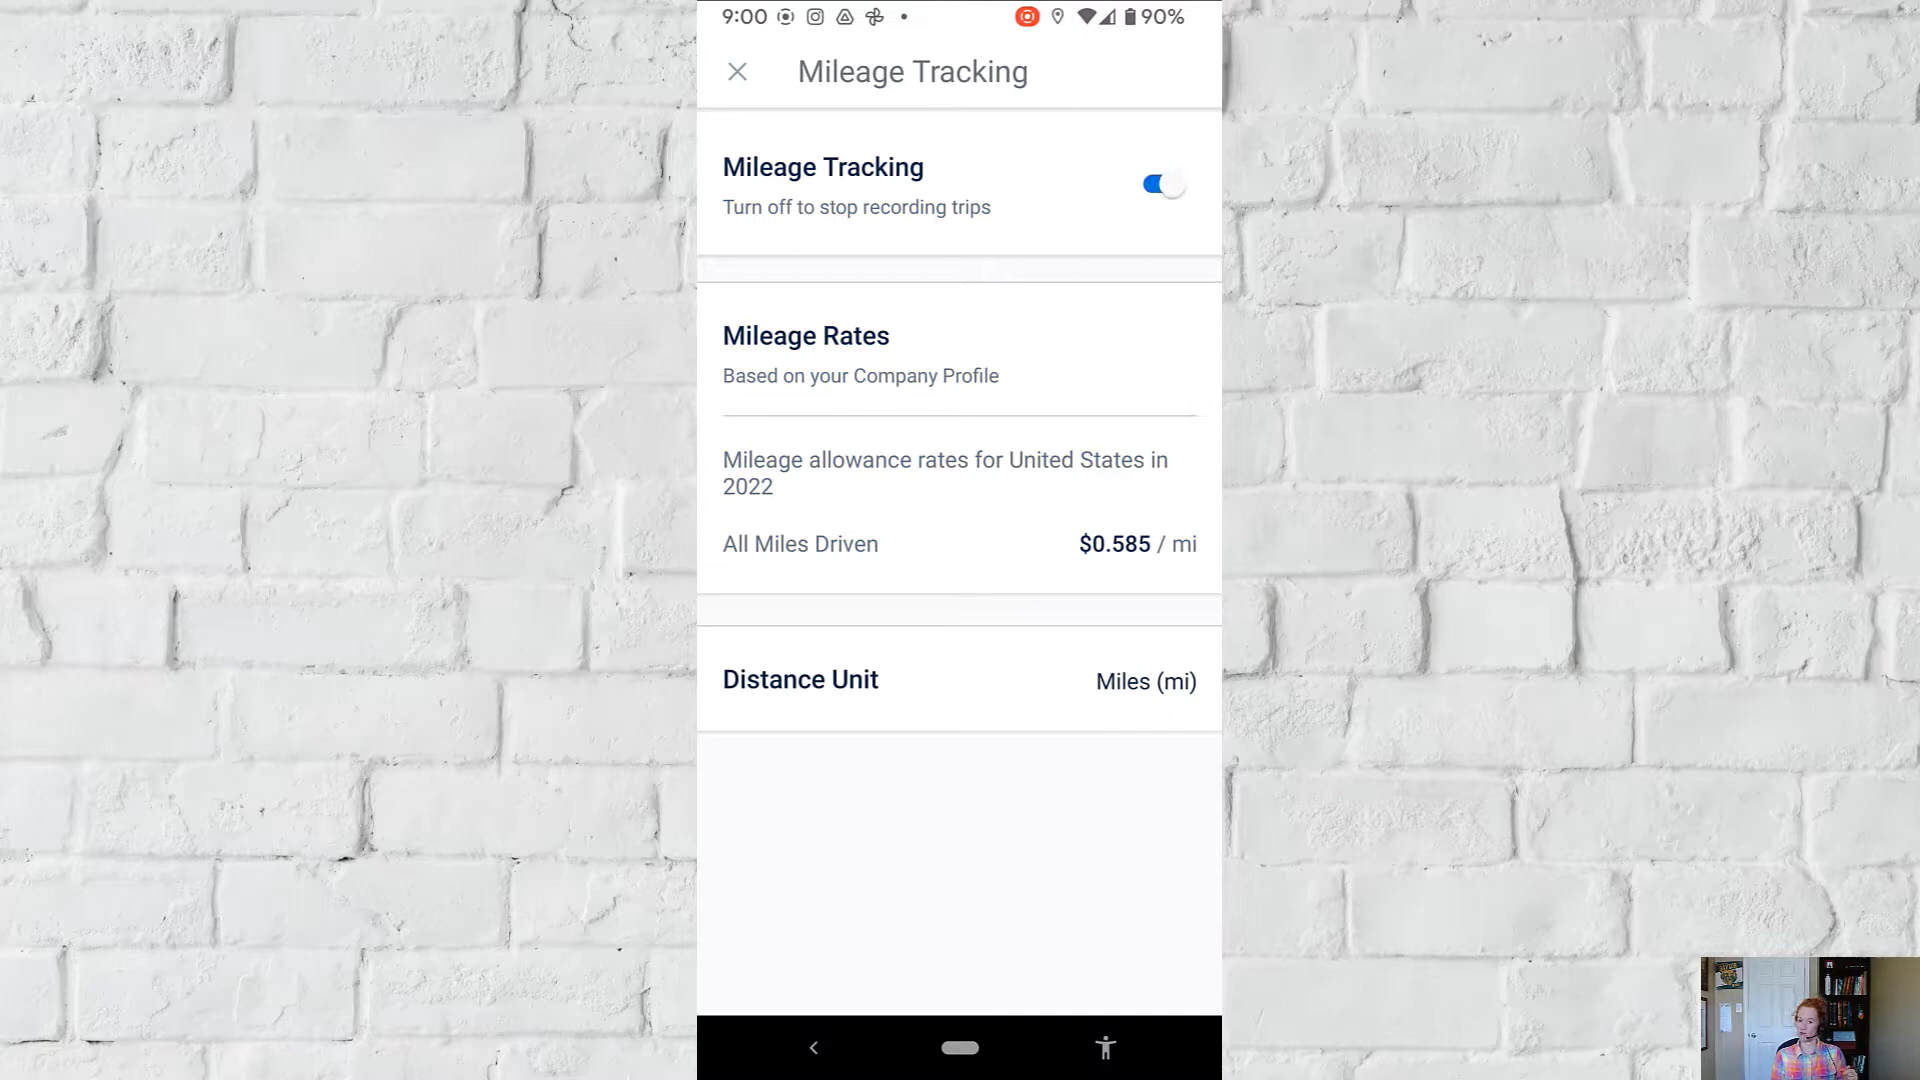 9:00 90%
Mileage Tracking
Mileage Tracking
Turn off to stop recording trips
Mileage Rates
Based on your Company Profile
Mileage allowance rates for United States in
2022
All Miles Driven $0.585 / mi
Distance Unit Miles (mi)